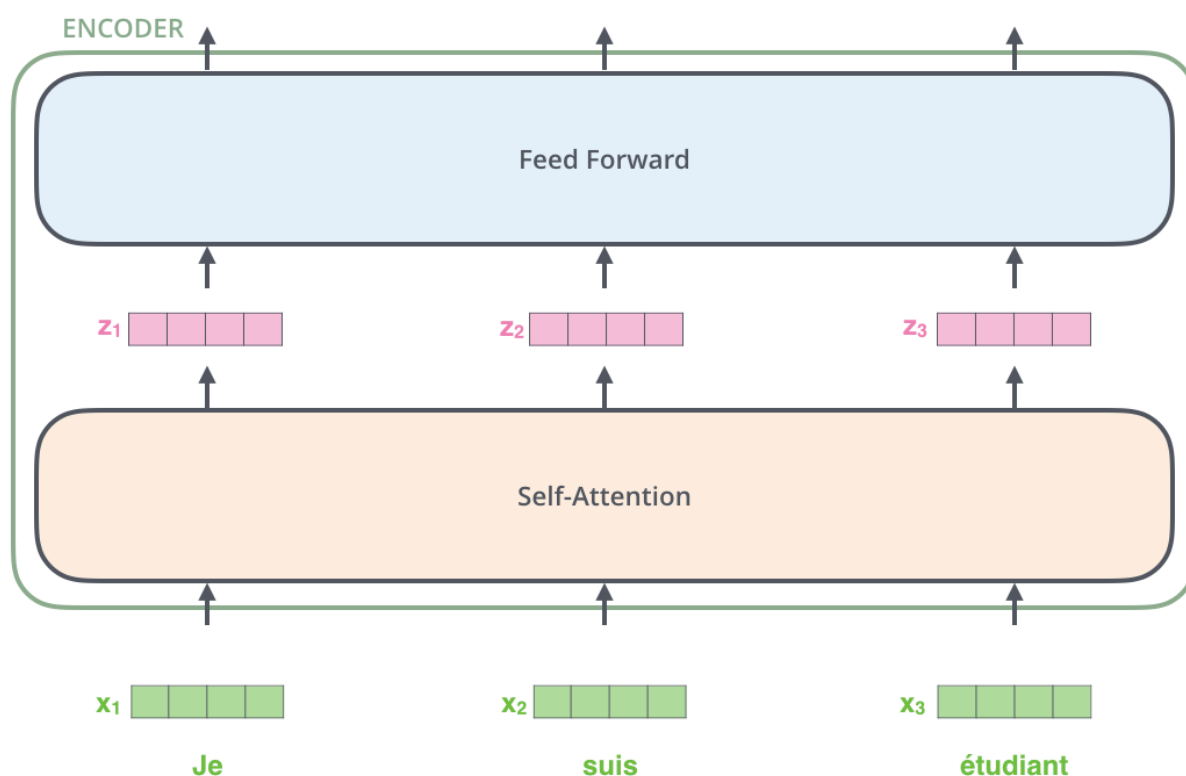 ENCODER
Feed Forward
z₁ z₂ z₃
Self-Attention
x₁ x₂ x₃
Je suis étudiant